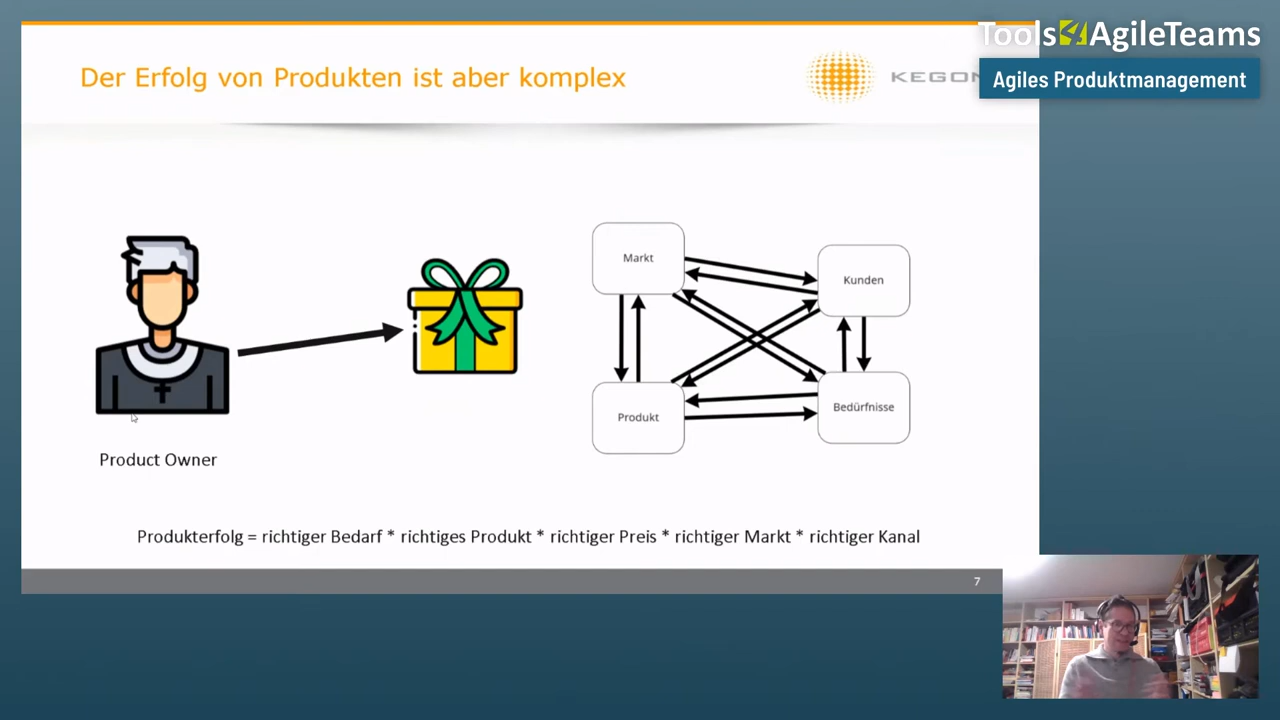 Tools4AgileTeams
Agiles Produktmanagement
Der Erfolg von Produkten ist aber komplex
KEGON
Markt
Kunden
Produkt
Bedürfnisse
Product Owner
Produkterfolg = richtiger Bedarf * richtiges Produkt * richtiger Preis * richtiger Markt * richtiger Kanal
7